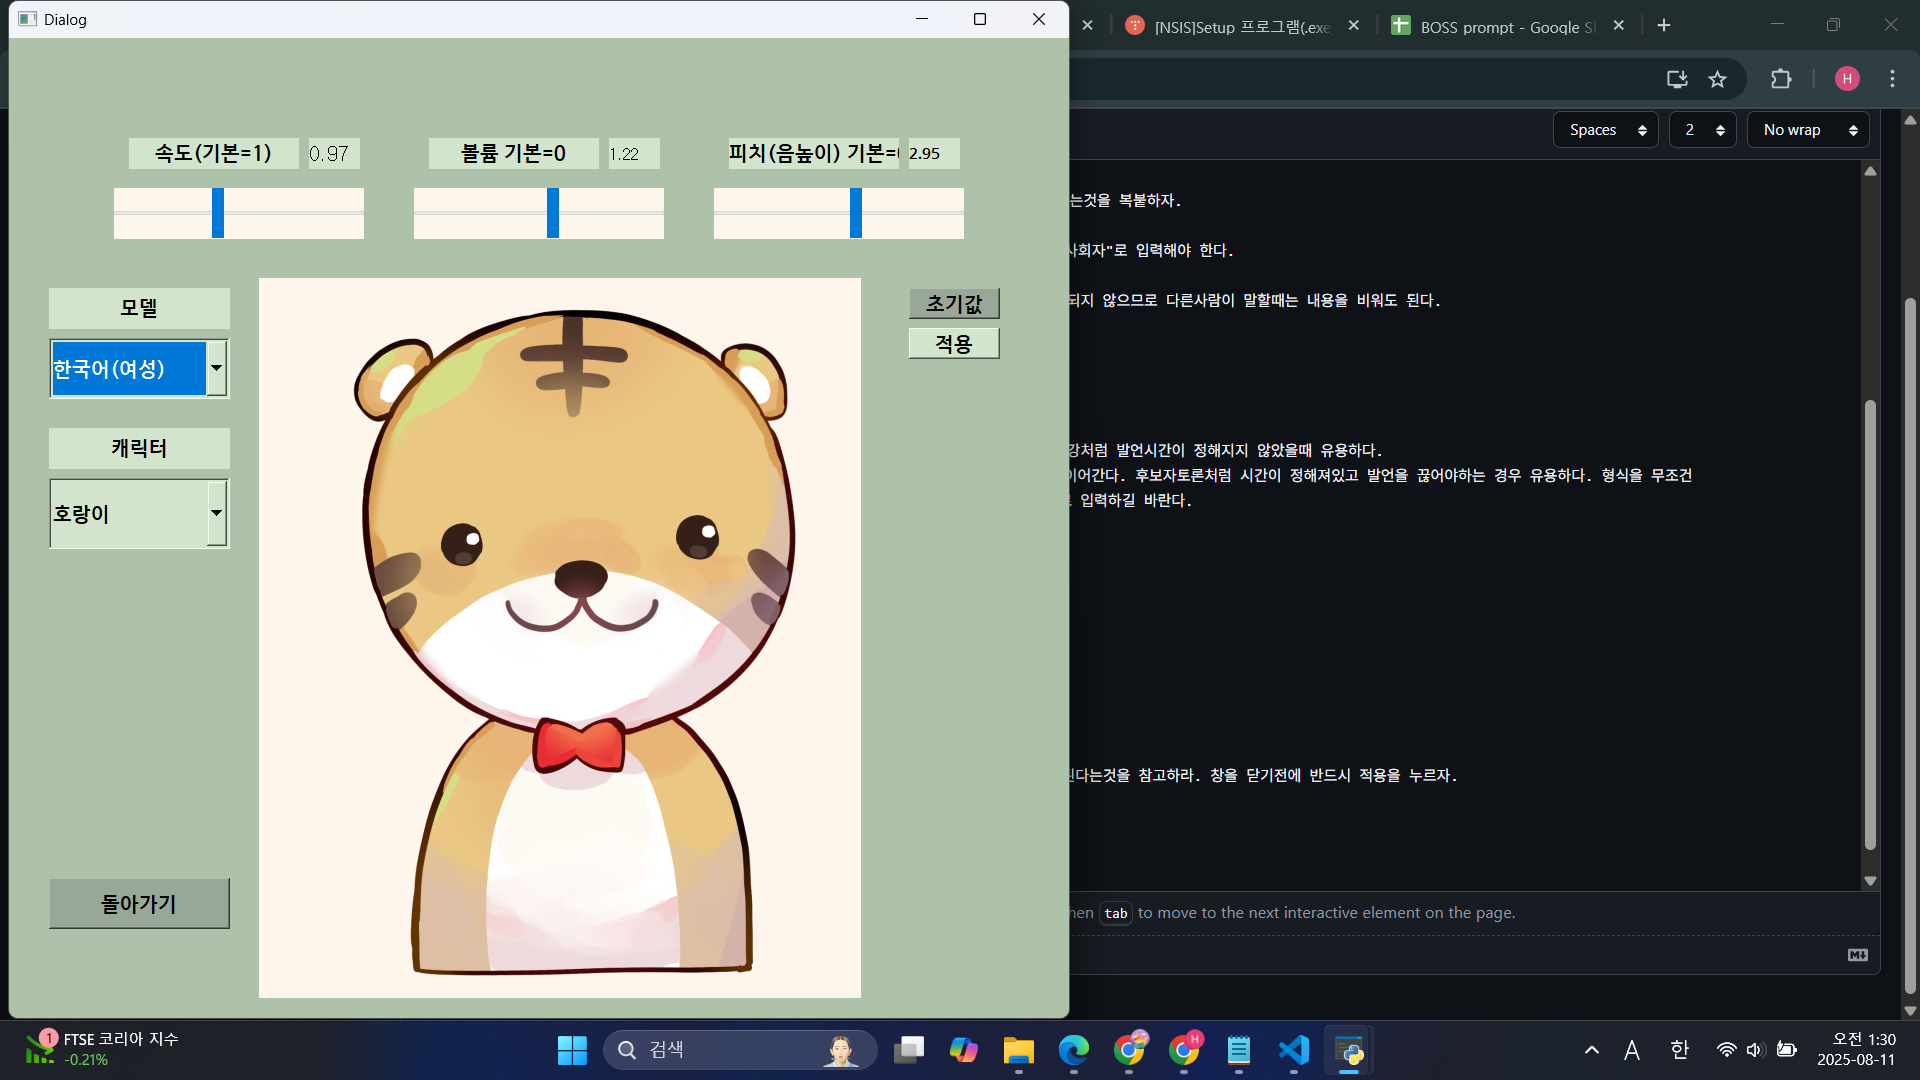 Dialog
[NSIS]Setup 프로그램(.exe
BOSS prompt - Google S
H
Spaces
2
No wrap
속도(기본=1)
0.97
볼륨 기본=0
1.22
피치(음높이) 기본=
2.95
모델
한국어(여성)
캐릭터
호랑이
초기값
적용
돌아가기
는것을 복붙하자.
사회자"로 입력해야 한다.
되지 않으므로 다른사람이 말할때는 내용을 비워도 된다.
강처럼 발언시간이 정해지지 않았을때 유용하다.
이어간다. 후보자토론처럼 시간이 정해져있고 발언을 끊어야하는 경우 유용하다. 형식을 무조건
입력하길 바란다.
된다는것을 참고하라. 창을 닫기전에 반드시 적용을 누르자.
hen tab to move to the next interactive element on the page.
1
FTSE 코리아 지수
-0.21%
검색
H
A
한
오전 1:30
2025-08-11